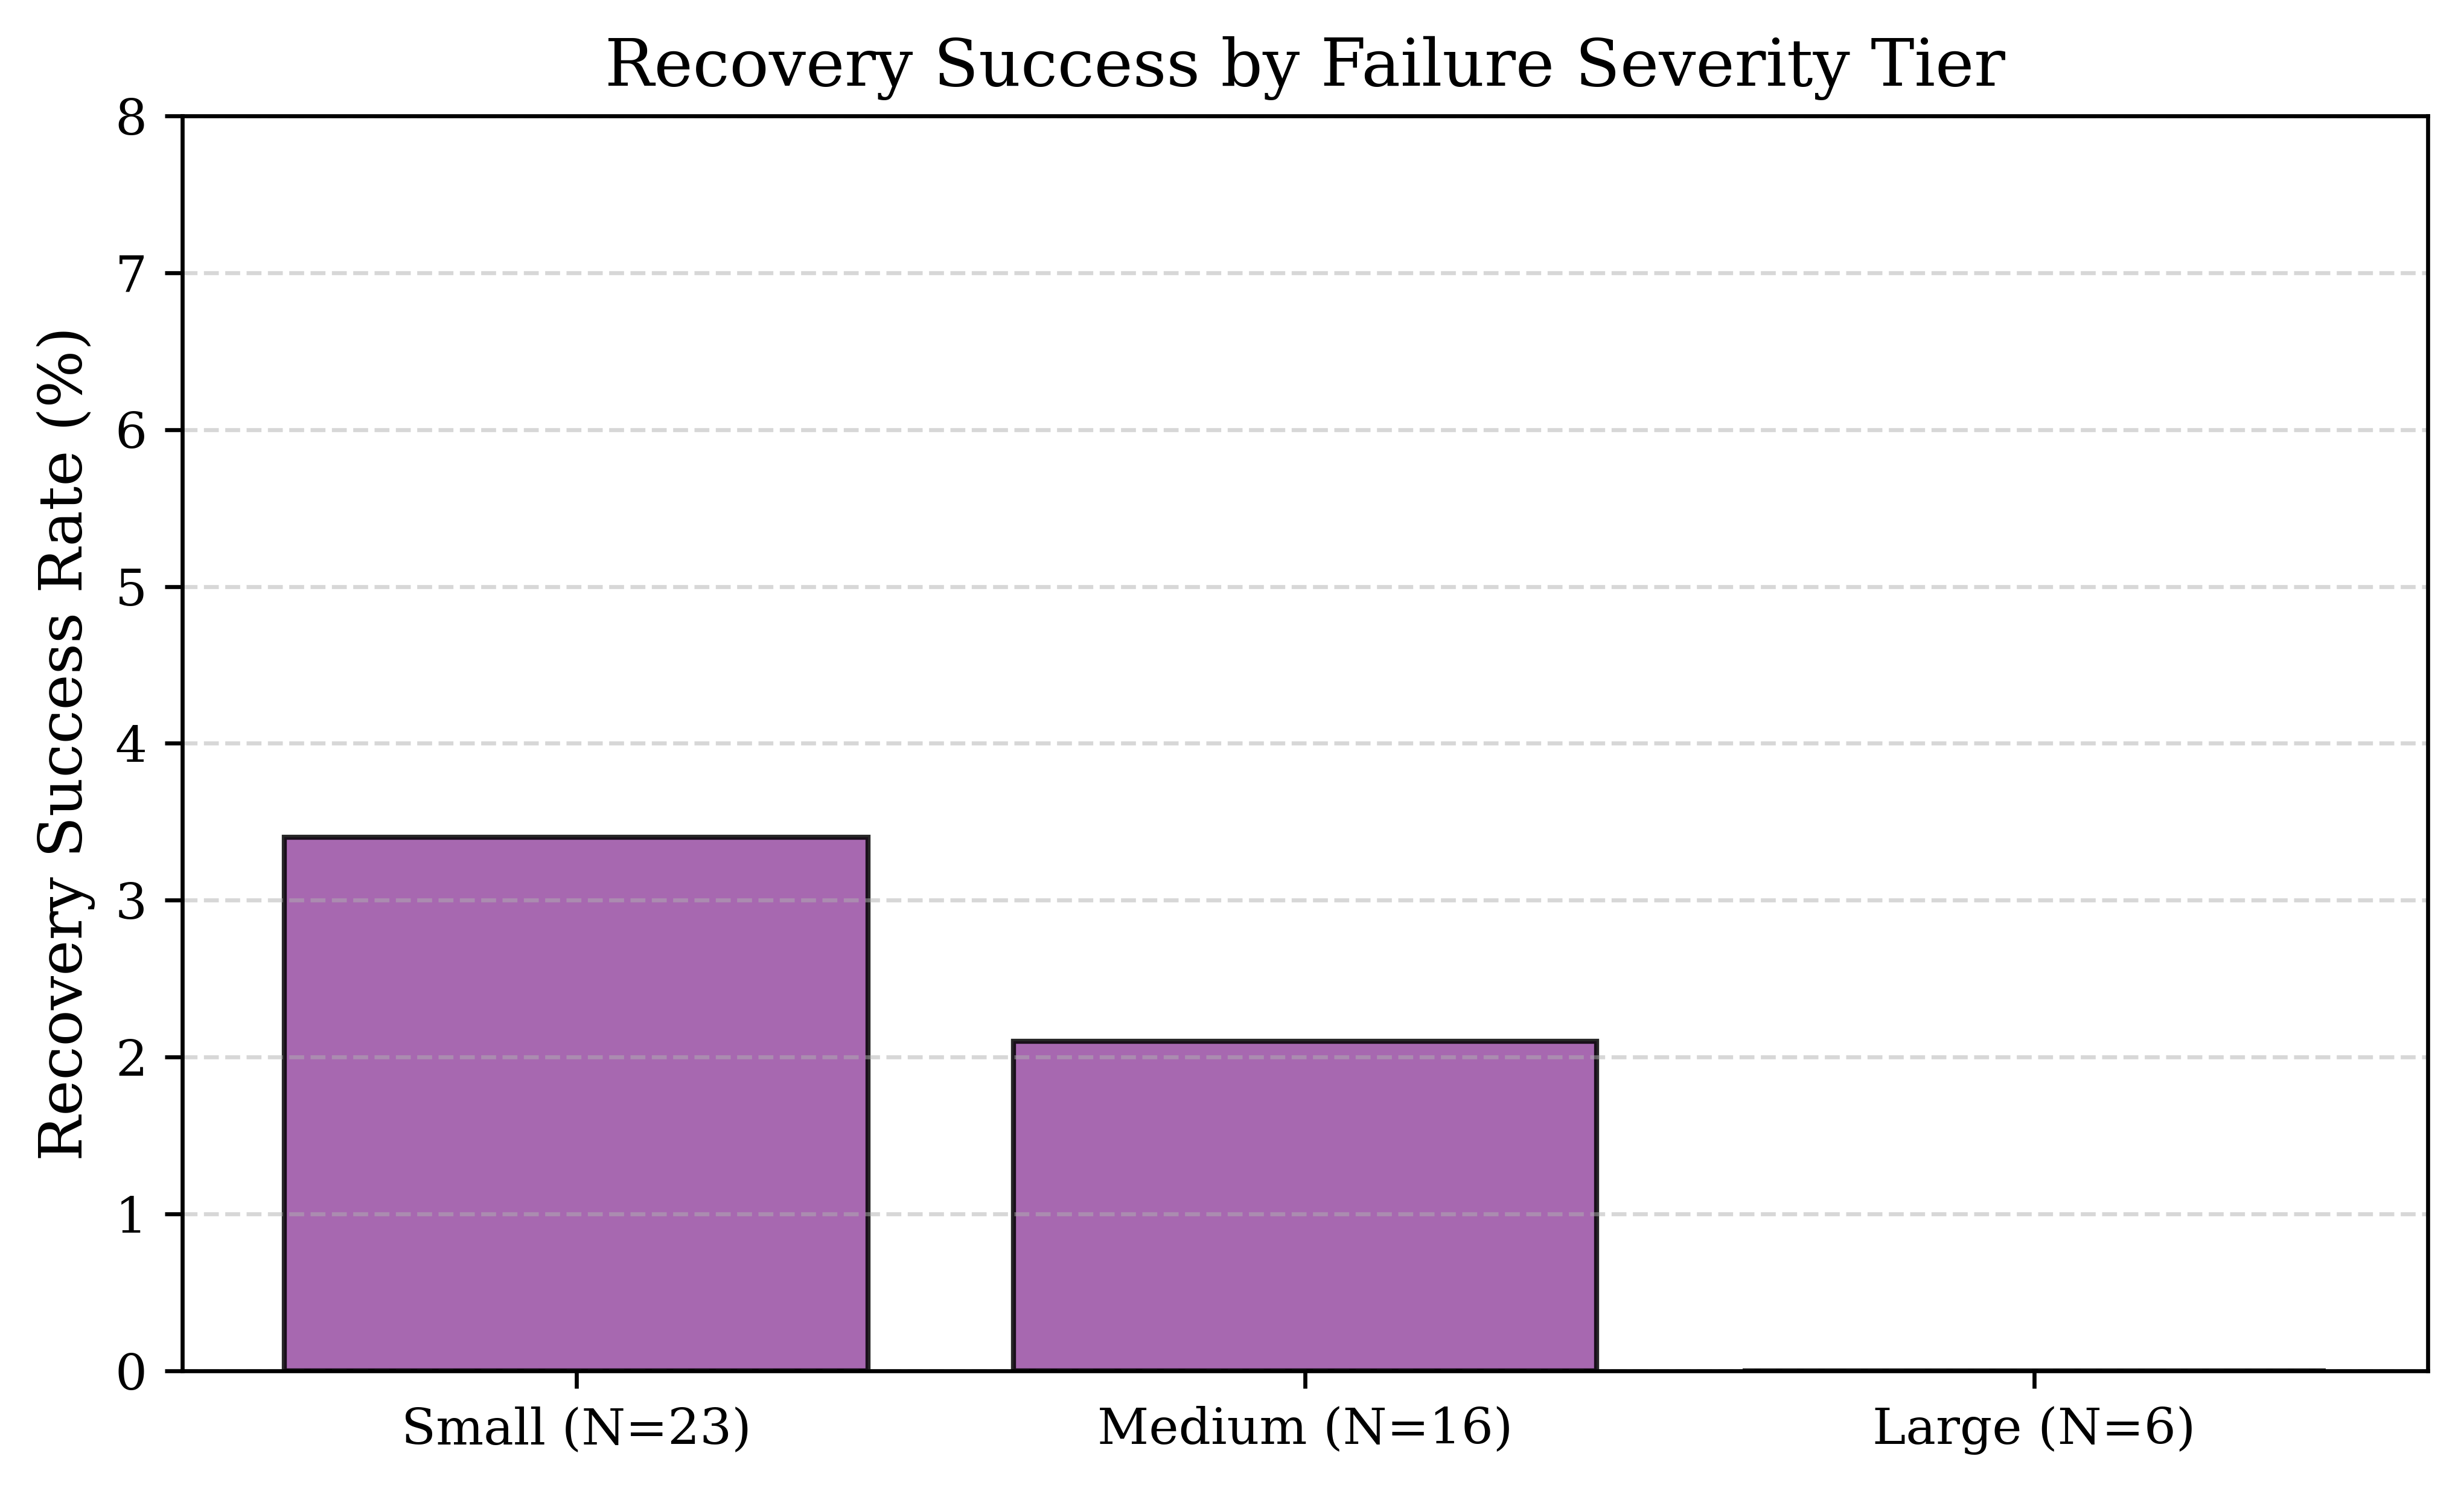 Recovery Success by Failure Severity Tier
Recovery Success Rate (%)
8
7
6
5
4
3
2
1
0
Small (N=23)
Medium (N=16)
Large (N=6)